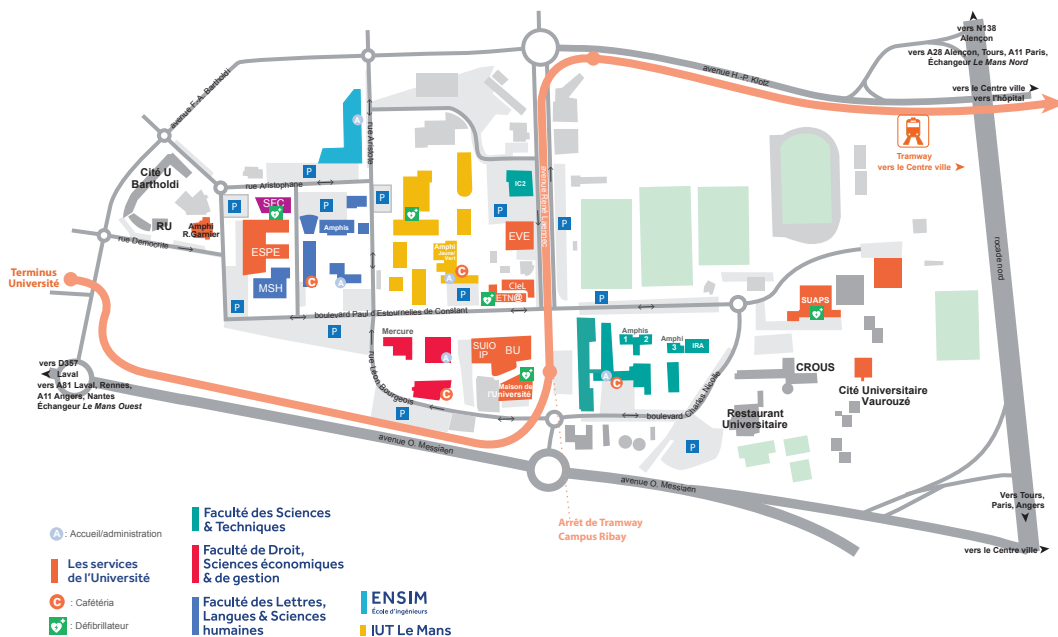 vers N138
Alençon
vers A28 Alençon, Tours, A11 Paris,
Échangeur Le Mans Nord
avenue H.-P. Klotz
vers le Centre ville
vers l'hôpital
Tramway
vers le Centre ville
rocade nord
avenue F. A. Bartholdi
rue Aristote
A
P
Cité U
Bartholdi
rue Aristophane
P
P
P
P
SFC
IC2
P
P
avenue René Laennec
RU
Amphi
R.Garnier
rue Démocrite
Amphis
EVE
ESPE
Amphi
Jaune
Vert
C
MSH
C
A
Terminus
Université
P
P
CleL
ETN@
P
SUAPS
boulevard Paul d'Estournelles de Constant
P
Mercure
A
SUIO
IP
BU
Amphis
1
2
Amphi
3
IRA
vers D357
Laval
vers A81 Laval, Rennes,
A11 Angers, Nantes
Échangeur Le Mans Ouest
rue Léon Bourgeois
C
Maison de
l'Université
A
C
boulevard Charles Nicolle
CROUS
Cité Universitaire
Vaurouzé
Restaurant
Universitaire
P
P
avenue O. Messiaen
avenue O. Messiaen
Vers Tours,
Paris, Angers
vers le Centre ville
Arrêt de Tramway
Campus Ribay
A : Accueil/administration
Les services
de l'Université
C : Cafétéria
: Défibrillateur
Faculté des Sciences
& Techniques
Faculté de Droit,
Sciences économiques
& de gestion
Faculté des Lettres,
Langues & Sciences
humaines
ENSIM
École d'ingénieurs
IUT Le Mans